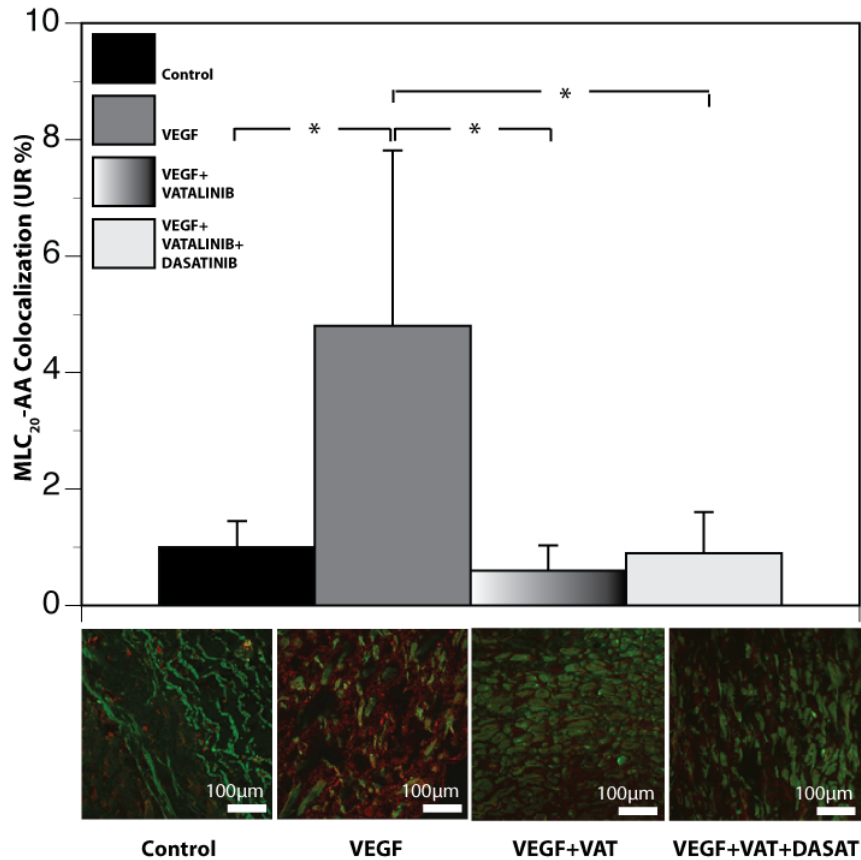 10
8
6
4
2
0
MLC20-AA Colocalization (UR %)
Control
VEGF
VEGF+
VATALINIB
VEGF+
VATALINIB+
DASATINIB
*
*
*
100µm
100µm
100µm
100µm
Control
VEGF
VEGF+VAT
VEGF+VAT+DASAT